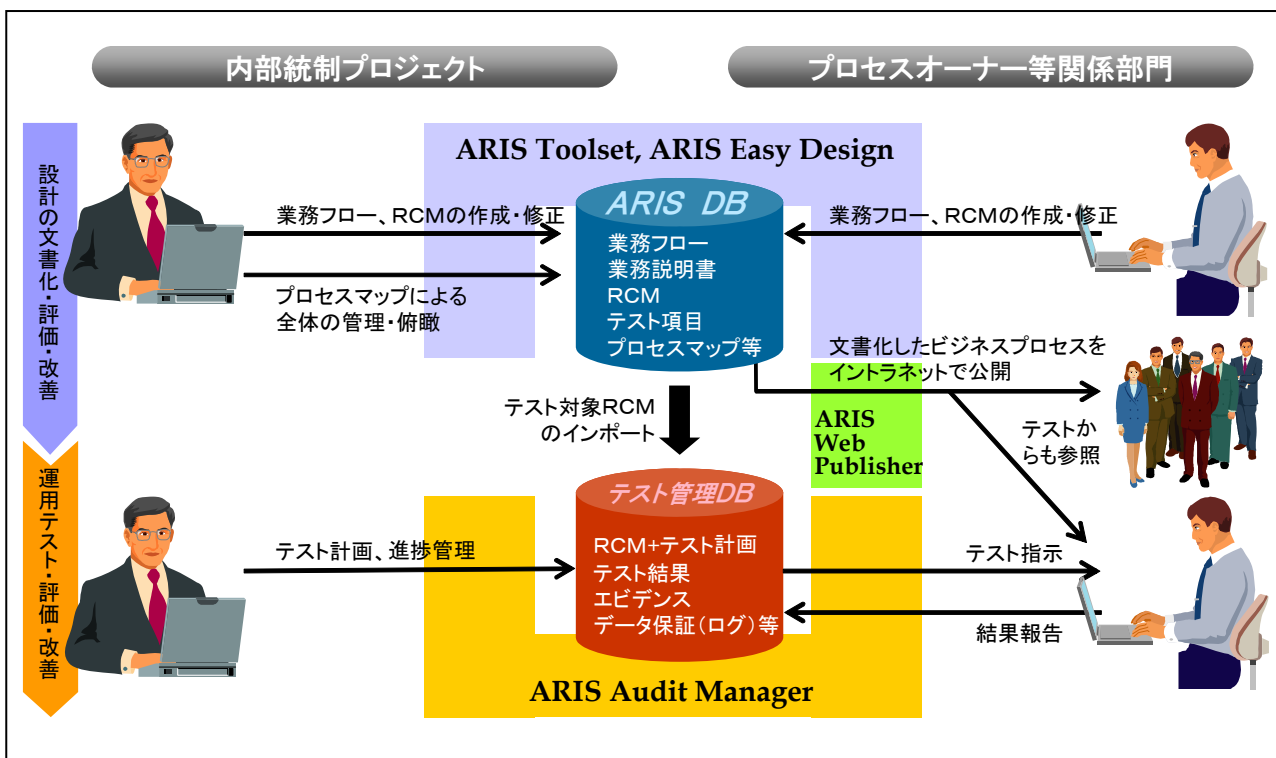 内部統制プロジェクト
プロセスオーナー等関係部門
設計の文書化・評価・改善
ARIS Toolset, ARIS Easy Design
ARIS DB
業務フロー、RCMの作成・修正
業務フロー、RCMの作成・修正
業務フロー
業務説明書
RCM
テスト項目
プロセスマップ等
プロセスマップによる
全体の管理・俯瞰
文書化したビジネスプロセスを
イントラネットで公開
テスト対象RCM
のインポート
ARIS
Web
Publisher
テストか
らも参照
運用テスト・評価・改善
テスト管理DB
テスト計画、進捗管理
RCM+テスト計画
テスト結果
エビデンス
データ保証(ログ)等
テスト指示
結果報告
ARIS Audit Manager